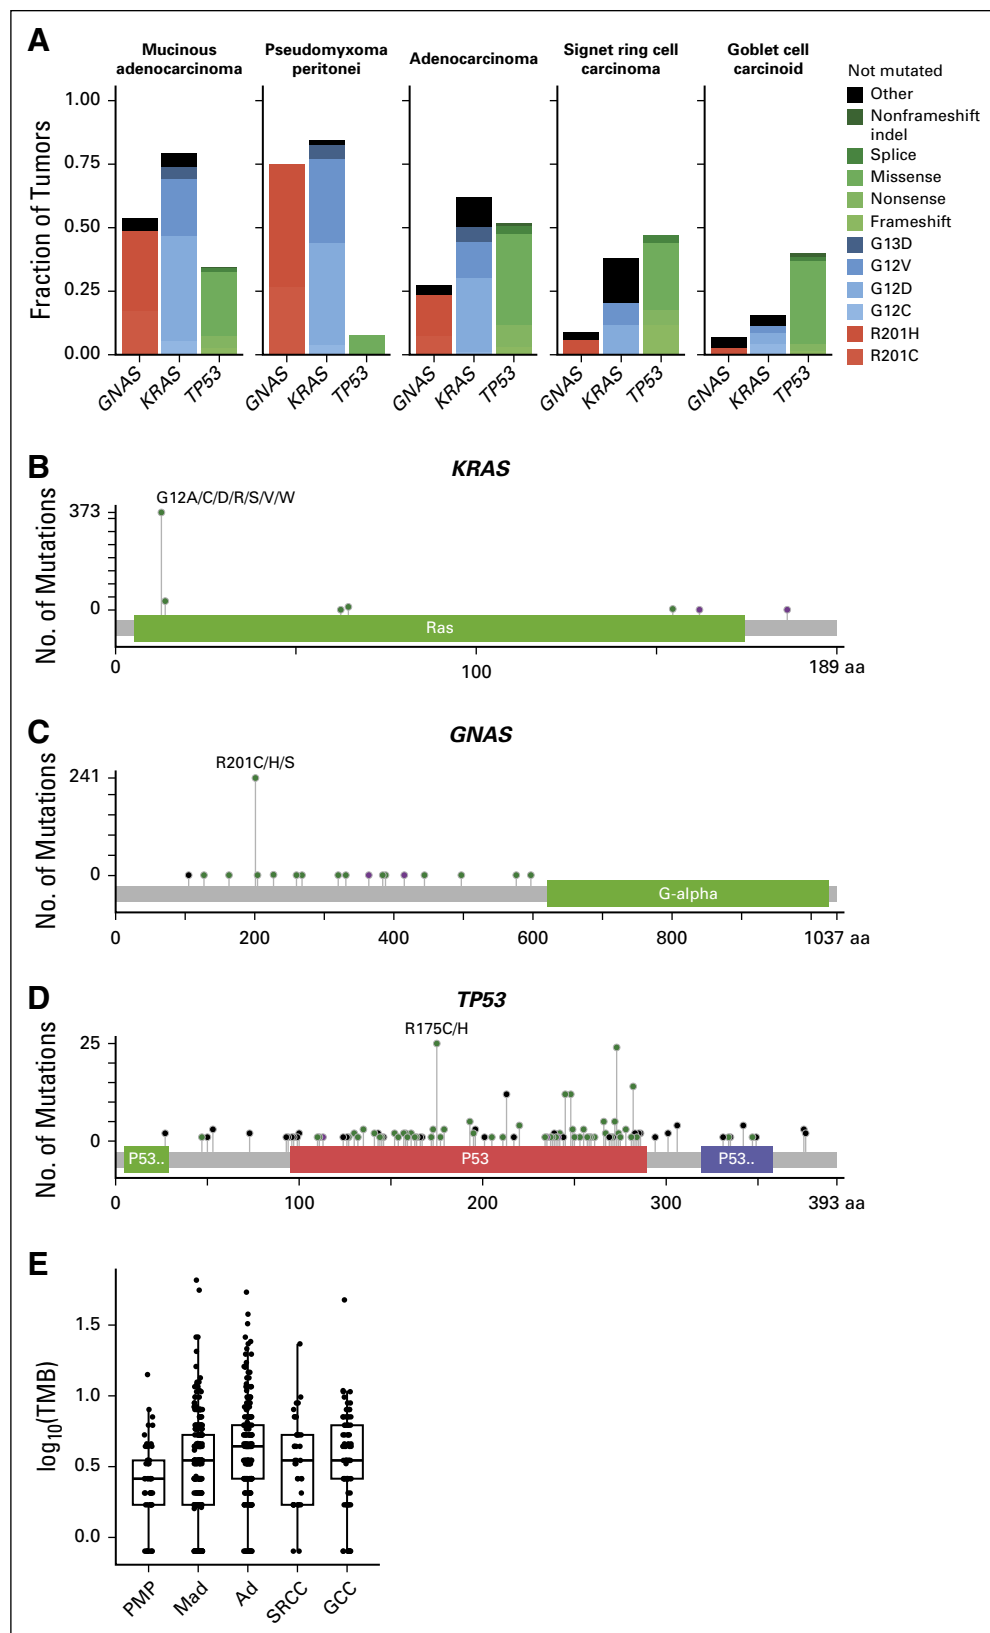 A
Mucinous adenocarcinoma
Pseudomyxoma peritonei
Adenocarcinoma
Signet ring cell carcinoma
Goblet cell carcinoid
Fraction of Tumors
1.00
0.75
0.50
0.25
0.00
GNAS KRAS TP53
GNAS KRAS TP53
GNAS KRAS TP53
GNAS KRAS TP53
GNAS KRAS TP53
Not mutated
Other
Nonframeshift
indel
Splice
Missense
Nonsense
Frameshift
G13D
G12V
G12D
G12C
R201H
R201C
B
KRAS
No. of Mutations
G12A/C/D/R/S/V/W
373
0
Ras
0 100 189 aa
C
GNAS
No. of Mutations
R201C/H/S
241
0
G-alpha
0 200 400 600 800 1037 aa
D
TP53
No. of Mutations
R175C/H
25
0
P53.. P53 P53..
0 100 200 300 393 aa
E
log10(TMB)
1.5
1.0
0.5
0.0
PMP Mad Ad SRCC GCC